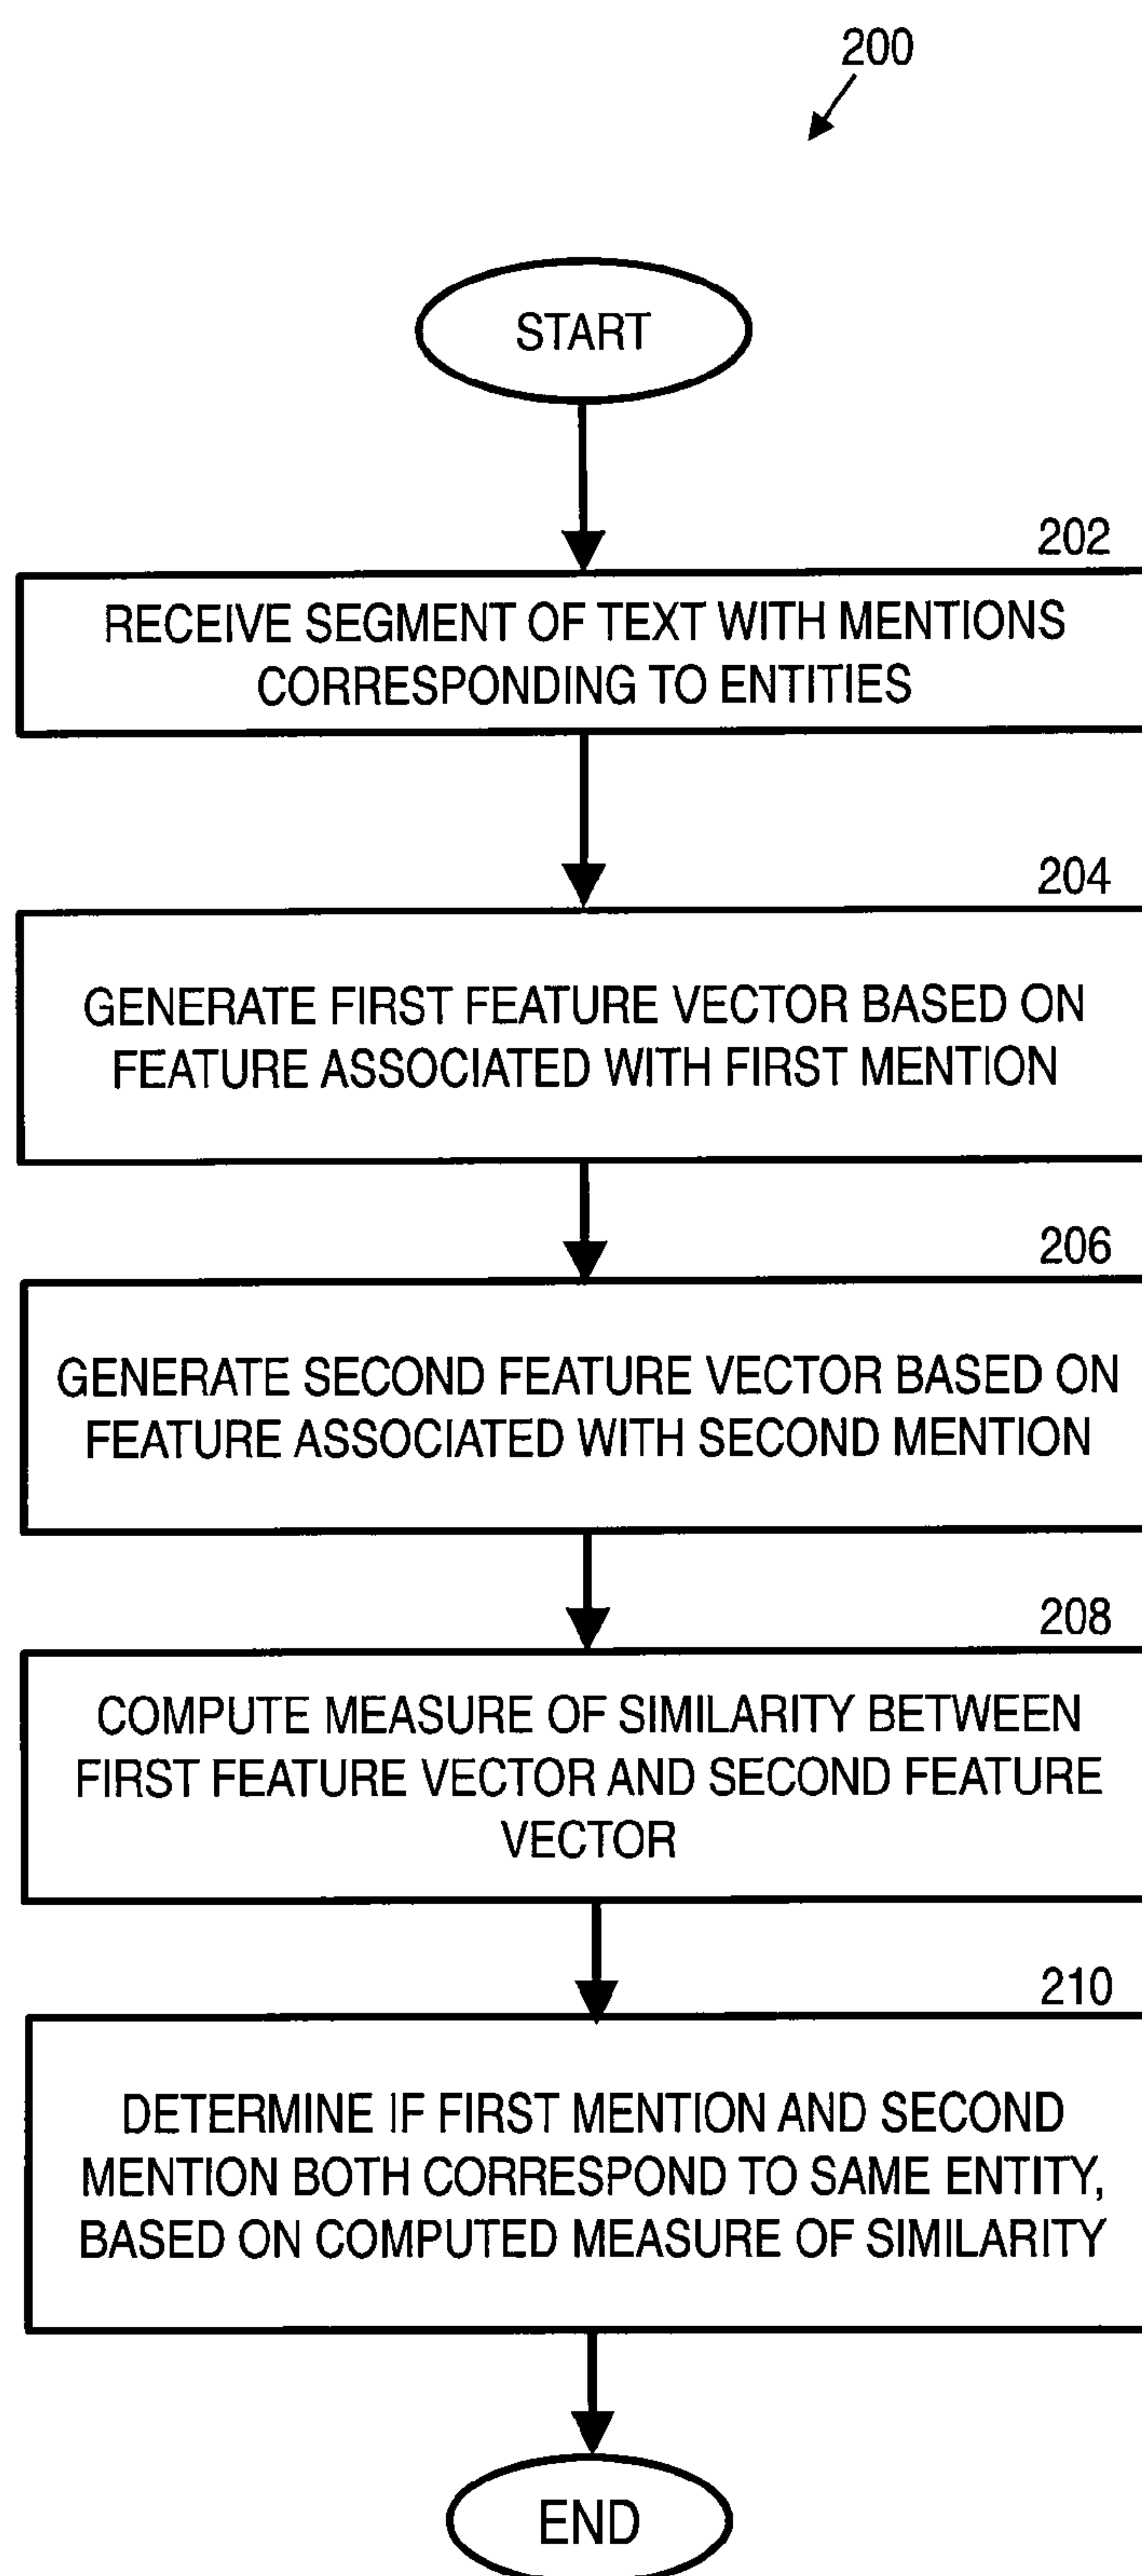 200
START
202
RECEIVE SEGMENT OF TEXT WITH MENTIONS
CORRESPONDING TO ENTITIES
204
GENERATE FIRST FEATURE VECTOR BASED ON
FEATURE ASSOCIATED WITH FIRST MENTION
206
GENERATE SECOND FEATURE VECTOR BASED ON
FEATURE ASSOCIATED WITH SECOND MENTION
208
COMPUTE MEASURE OF SIMILARITY BETWEEN
FIRST FEATURE VECTOR AND SECOND FEATURE
VECTOR
210
DETERMINE IF FIRST MENTION AND SECOND
MENTION BOTH CORRESPOND TO SAME ENTITY,
BASED ON COMPUTED MEASURE OF SIMILARITY
END